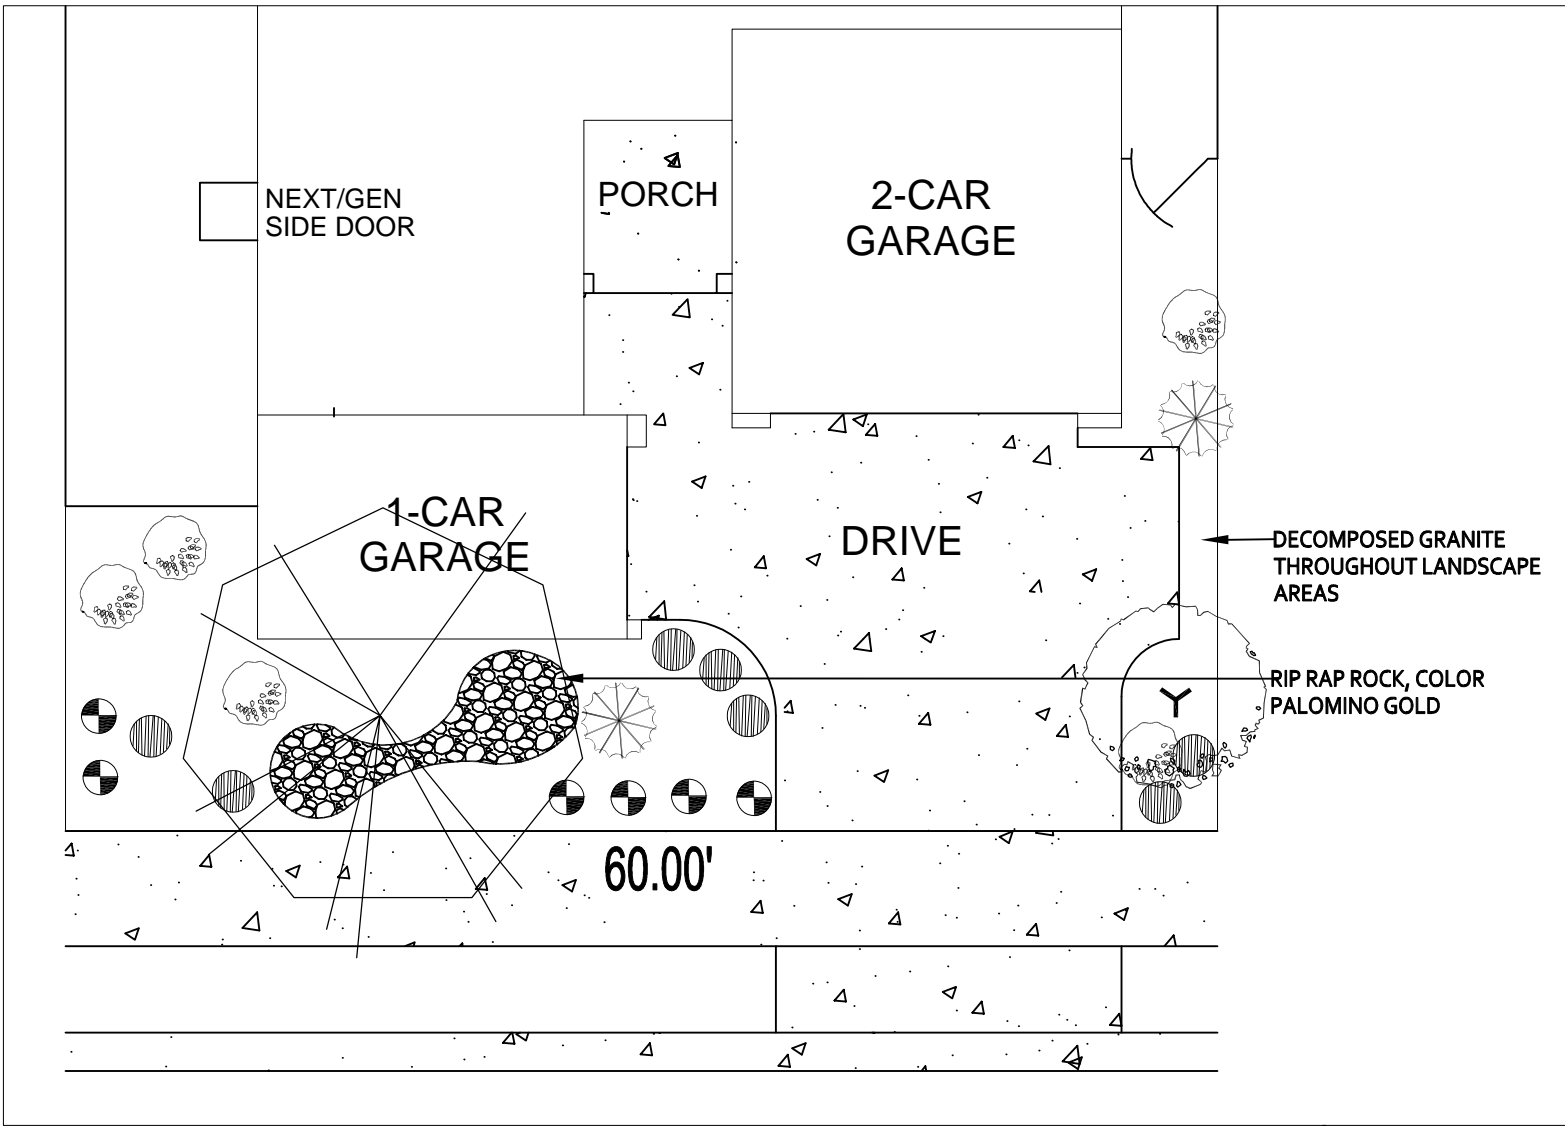 NEXT/GEN
SIDE DOOR
PORCH
2-CAR
GARAGE
1-CAR
GARAGE
DRIVE
DECOMPOSED GRANITE
THROUGHOUT LANDSCAPE
AREAS
RIP RAP ROCK, COLOR
PALOMINO GOLD
60.00'